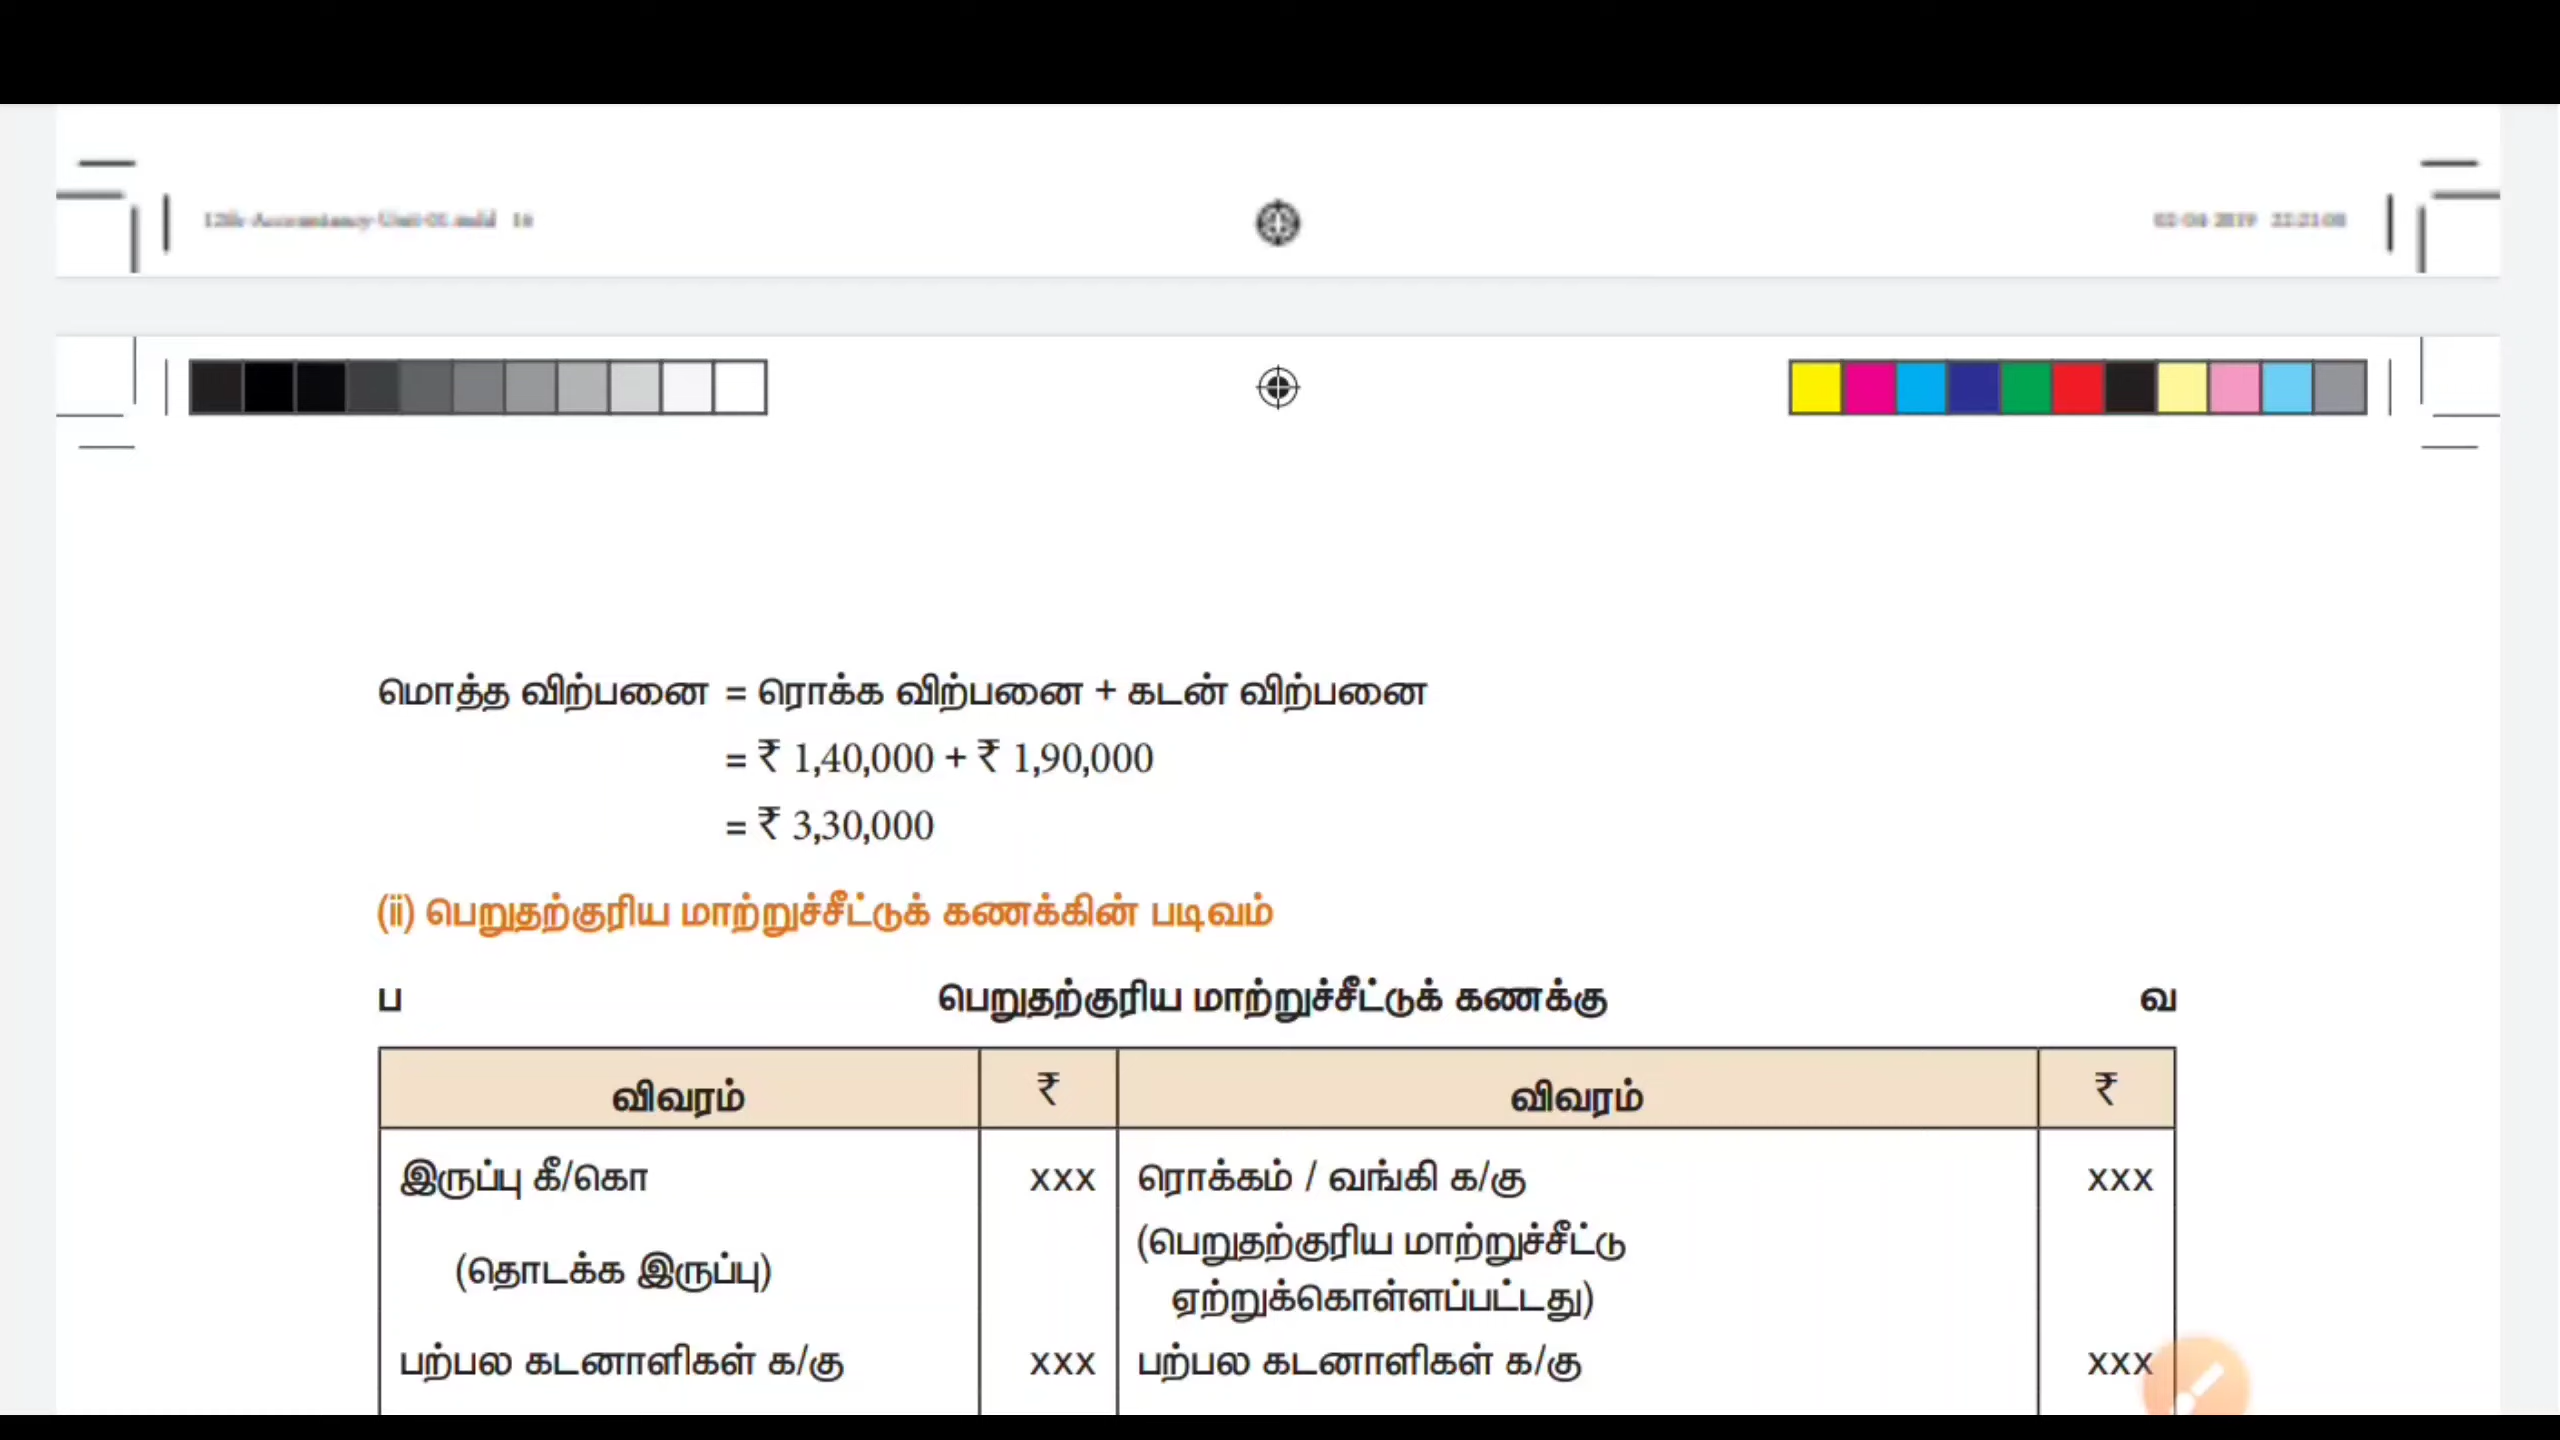 மொத்த விற்பனை = ரொக்க விற்பனை + கடன் விற்பனை
= ₹ 1,40,000 + ₹ 1,90,000
= ₹ 3,30,000
(ii) பெறுதற்குரிய மாற்றுச்சீட்டுக் கணக்கின் படிவம்
ப பெறுதற்குரிய மாற்றுச்சீட்டுக் கணக்கு வ
விவரம் ₹ விவரம் ₹
இருப்பு கீ/கொ xxx ரொக்கம் / வங்கி க/கு xxx
(பெறுதற்குரிய மாற்றுச்சீட்டு
(தொடக்க இருப்பு)
ஏற்றுக்கொள்ளப்பட்டது)
பற்பல கடனாளிகள் க/கு xxx பற்பல கடனாளிகள் க/கு xxx